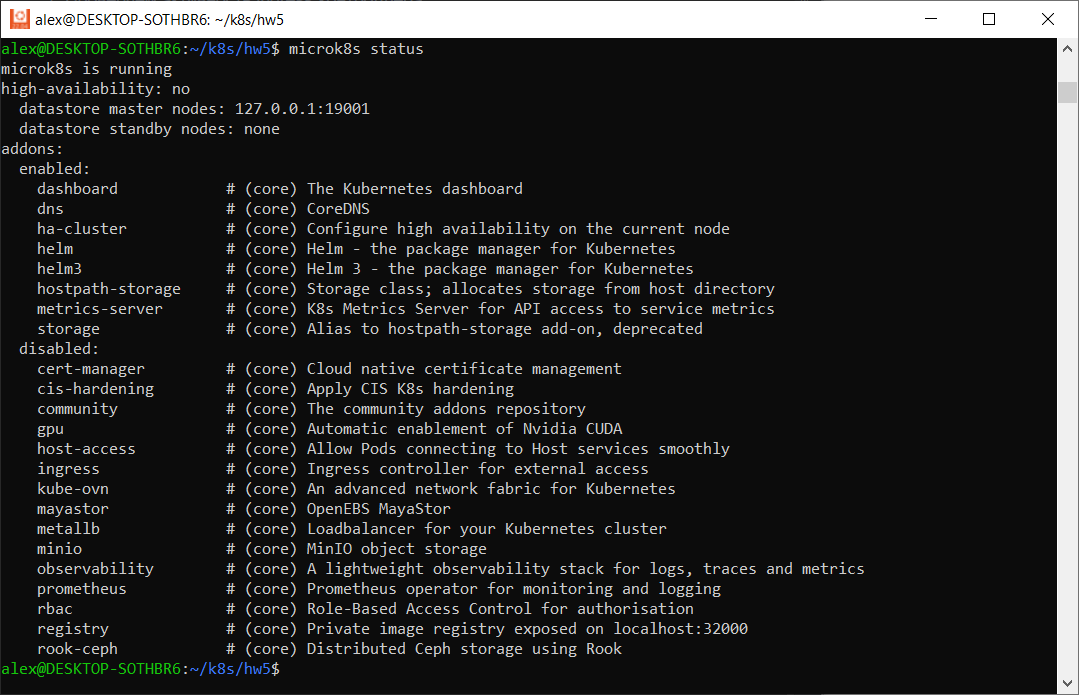 alex@DESKTOP-SOTHBR6: ~/k8s/hw5
alex@DESKTOP-SOTHBR6:~/k8s/hw5$ microk8s status
microk8s is running
high-availability: no
  datastore master nodes: 127.0.0.1:19001
  datastore standby nodes: none
addons:
  enabled:
    dashboard            # (core) The Kubernetes dashboard
    dns                  # (core) CoreDNS
    ha-cluster           # (core) Configure high availability on the current node
    helm                 # (core) Helm - the package manager for Kubernetes
    helm3                # (core) Helm 3 - the package manager for Kubernetes
    hostpath-storage     # (core) Storage class; allocates storage from host directory
    metrics-server       # (core) K8s Metrics Server for API access to service metrics
    storage              # (core) Alias to hostpath-storage add-on, deprecated
  disabled:
    cert-manager         # (core) Cloud native certificate management
    cis-hardening        # (core) Apply CIS K8s hardening
    community            # (core) The community addons repository
    gpu                  # (core) Automatic enablement of Nvidia CUDA
    host-access          # (core) Allow Pods connecting to Host services smoothly
    ingress              # (core) Ingress controller for external access
    kube-ovn             # (core) An advanced network fabric for Kubernetes
    mayastor             # (core) OpenEBS MayaStor
    metallb              # (core) Loadbalancer for your Kubernetes cluster
    minio                # (core) MinIO object storage
    observability        # (core) A lightweight observability stack for logs, traces and metrics
    prometheus           # (core) Prometheus operator for monitoring and logging
    rbac                 # (core) Role-Based Access Control for authorisation
    registry             # (core) Private image registry exposed on localhost:32000
    rook-ceph            # (core) Distributed Ceph storage using Rook
alex@DESKTOP-SOTHBR6:~/k8s/hw5$